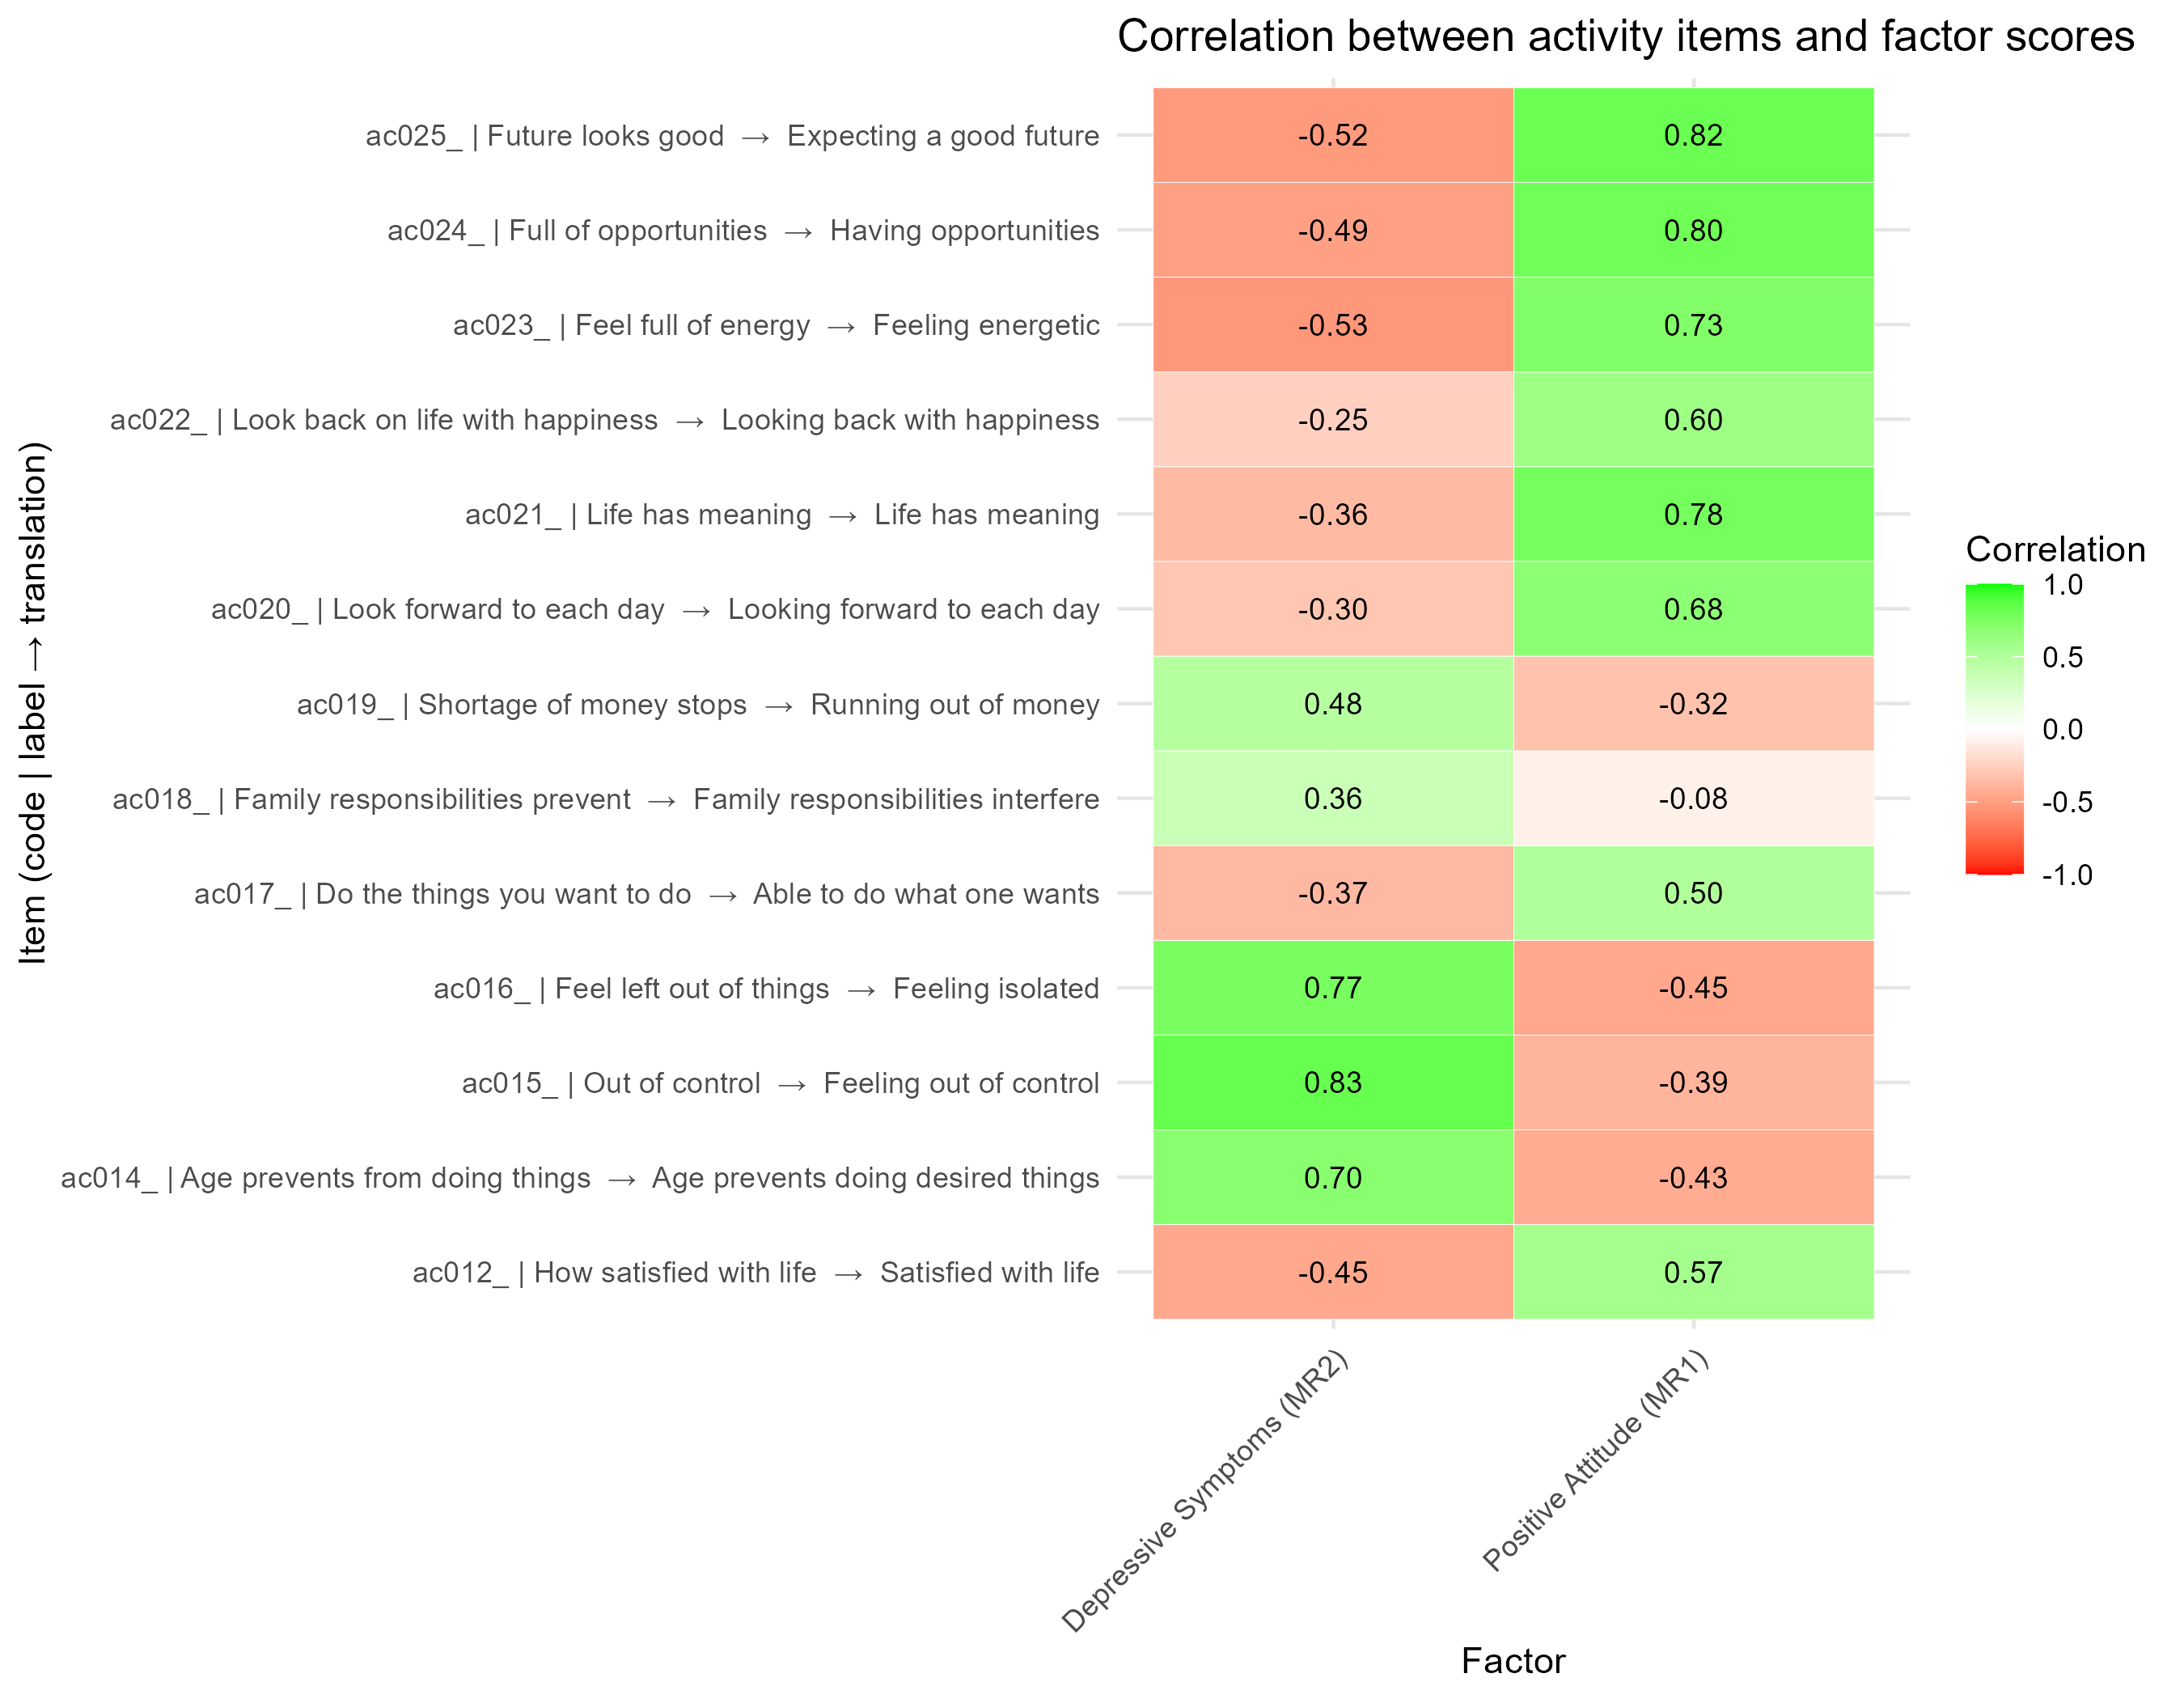 Correlation between activity items and factor scores
Item (code | label → translation)
ac025_ | Future looks good → Expecting a good future -0.52 0.82
ac024_ | Full of opportunities → Having opportunities -0.49 0.80
ac023_ | Feel full of energy → Feeling energetic -0.53 0.73
ac022_ | Look back on life with happiness → Looking back with happiness -0.25 0.60
ac021_ | Life has meaning → Life has meaning -0.36 0.78
ac020_ | Look forward to each day → Looking forward to each day -0.30 0.68
ac019_ | Shortage of money stops → Running out of money 0.48 -0.32
ac018_ | Family responsibilities prevent → Family responsibilities interfere 0.36 -0.08
ac017_ | Do the things you want to do → Able to do what one wants -0.37 0.50
ac016_ | Feel left out of things → Feeling isolated 0.77 -0.45
ac015_ | Out of control → Feeling out of control 0.83 -0.39
ac014_ | Age prevents from doing things → Age prevents doing desired things 0.70 -0.43
ac012_ | How satisfied with life → Satisfied with life -0.45 0.57
Depressive Symptoms (MR2)
Positive Attitude (MR1)
Factor
Correlation
1.0
0.5
0.0
-0.5
-1.0